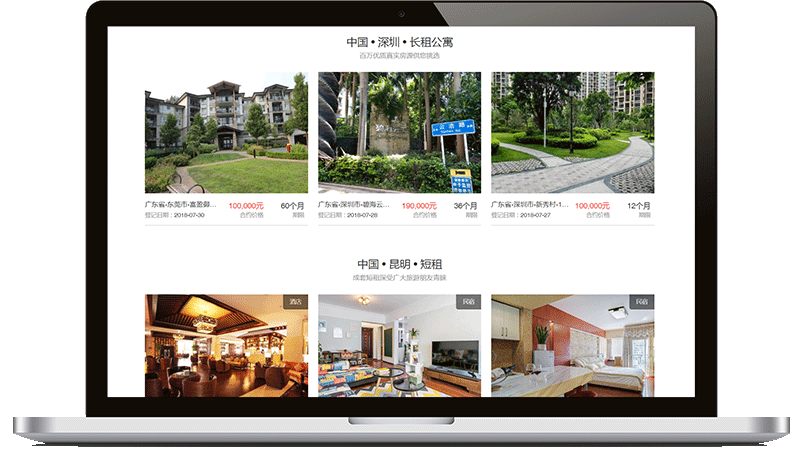 中国 • 深圳 • 长租公寓
百万优质真实房源供您挑选
广东省•东莞市•富盈御... 100,000元 60个月
登记日期：2018-07-30 合约价格 期限
广东省•深圳市•碧海云... 190,000元 36个月
登记日期：2018-07-28 合约价格 期限
广东省•深圳市•新秀村•1... 100,000元 12个月
登记日期：2018-07-27 合约价格 期限
中国 • 昆明 • 短租
成套短租深受广大旅游朋友青睐
酒店
民宿
民宿